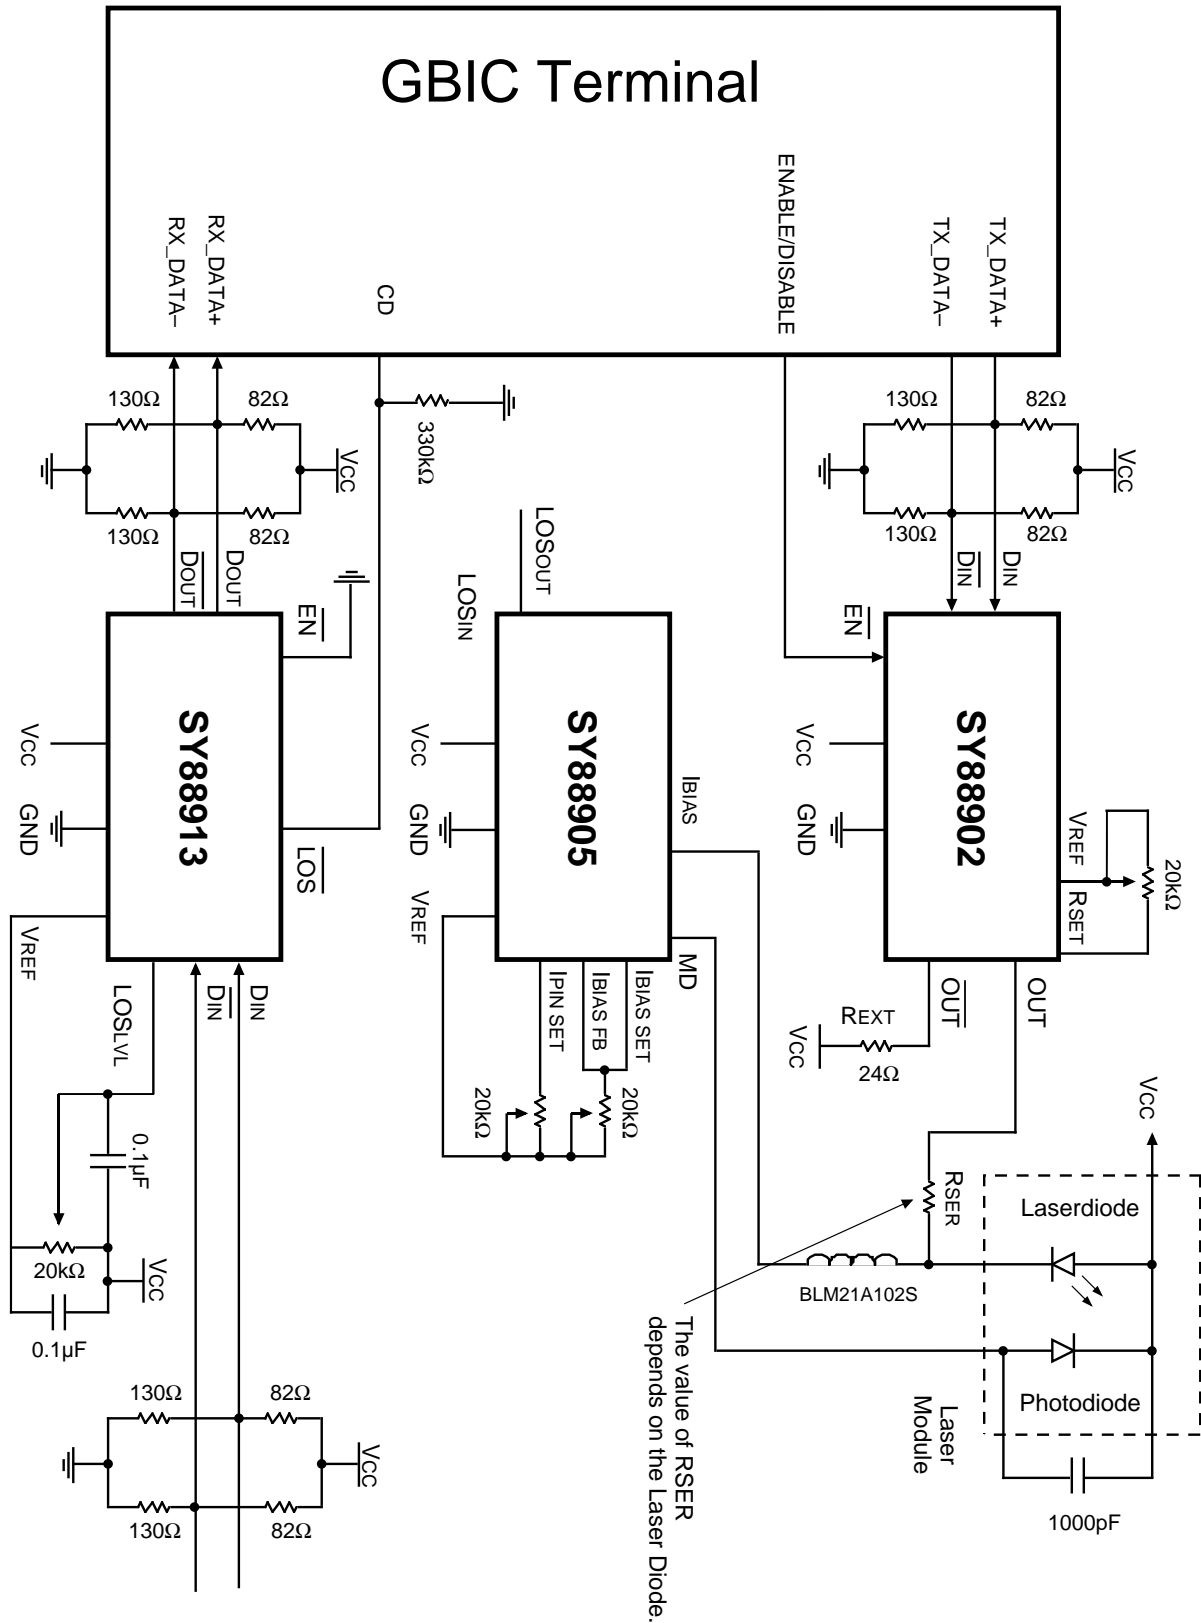 GBIC Terminal
RX_DATA–
RX_DATA+
CD
ENABLE/DISABLE
TX_DATA–
TX_DATA+
130Ω
82Ω
130Ω
82Ω
VCC
330kΩ
130Ω
82Ω
130Ω
82Ω
VCC
DOUT
DOUT
EN
LOSOUT
LOSIN
EN
DIN
DIN
SY88913
VCC
GND
VREF
LOS
LOSLVL
DIN
DIN
SY88905
VCC
GND
VREF
IBIAS
MD
IPIN SET
IBIAS FB
IBIAS SET
20kΩ
20kΩ
SY88902
VCC
GND
VREF
RSET
20kΩ
OUT
OUT
REXT
24Ω
VCC
VCC
RSER
0.1µF
20kΩ
VCC
0.1µF
BLM21A102S
Laserdiode
Photodiode
Laser
Module
1000pF
The value of RSER
depends on the Laser Diode.
130Ω
82Ω
VCC
130Ω
82Ω